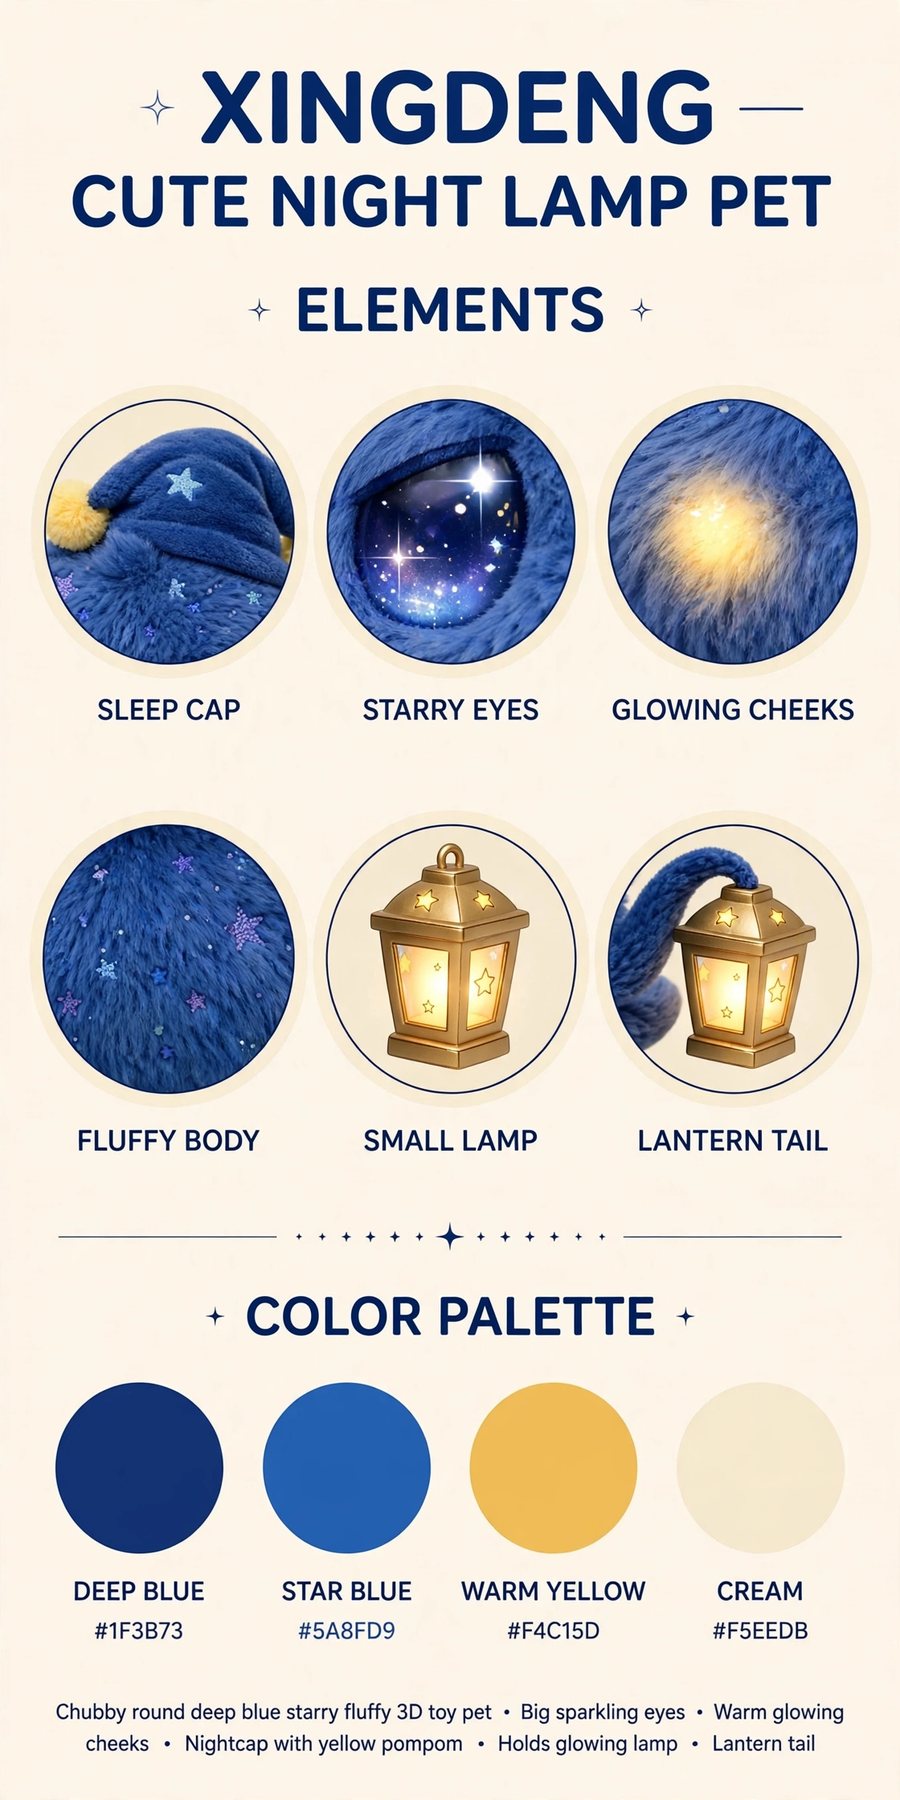 XINGDENG
CUTE NIGHT LAMP PET
ELEMENTS
SLEEP CAP
STARRY EYES
GLOWING CHEEKS
FLUFFY BODY
SMALL LAMP
LANTERN TAIL
COLOR PALETTE
DEEP BLUE
#1F3B73
STAR BLUE
#5A8FD9
WARM YELLOW
#F4C15D
CREAM
#F5EEDB
Chubby round deep blue starry fluffy 3D toy pet • Big sparkling eyes • Warm glowing
cheeks • Nightcap with yellow pompom • Holds glowing lamp • Lantern tail